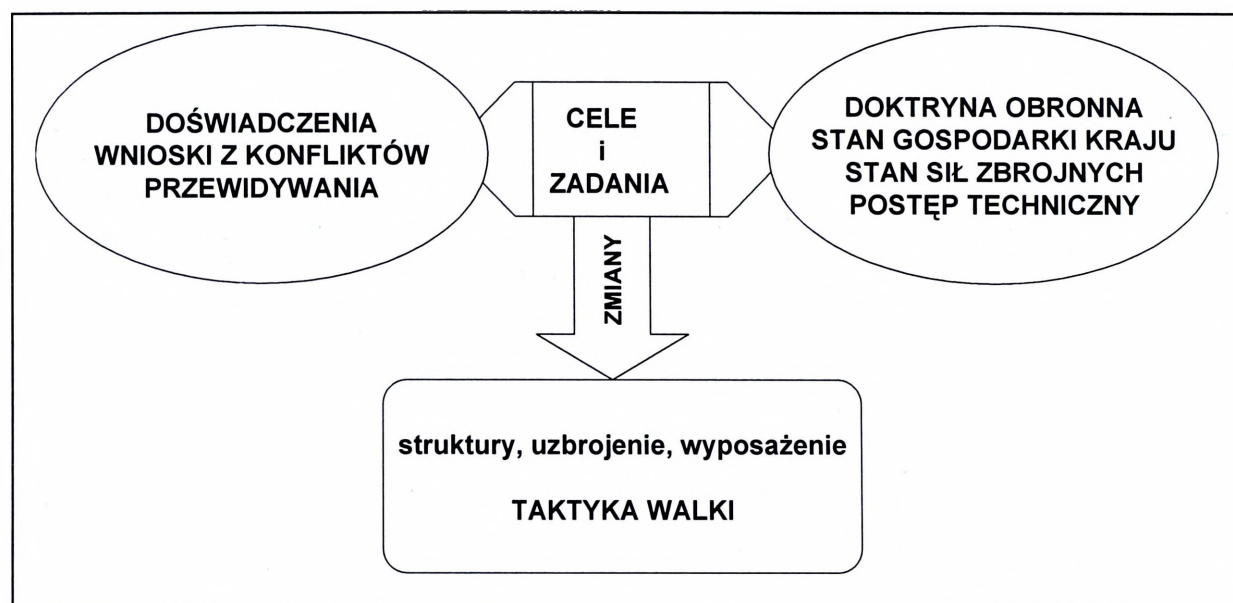 DOŚWIADCZENIA
WNIOSKI Z KONFLIKTÓW
PRZEWIDYWANIA
CELE
i
ZADANIA
DOKTRYNA OBRONNA
STAN GOSPODARKI KRAJU
STAN SIŁ ZBROJNYCH
POSTĘP TECHNICZNY
ZMIANY
struktury, uzbrojenie, wyposażenie
TAKTYKA WALKI